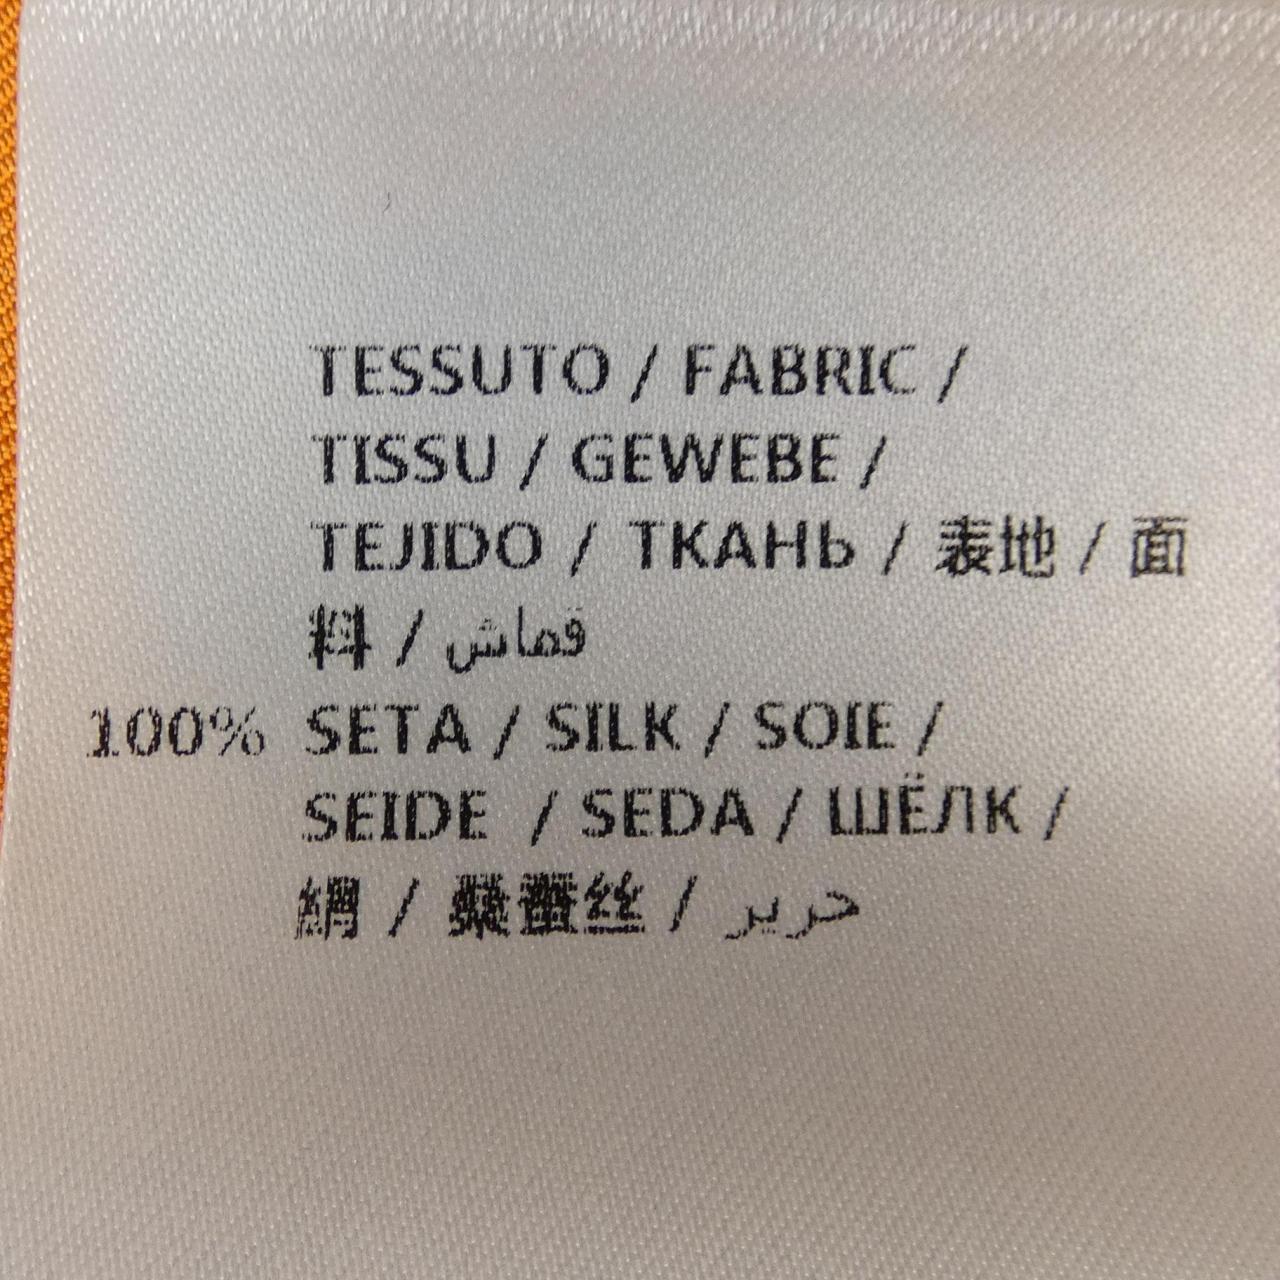 TESSUTO / FABRIC /
TISSU / GEWEBE /
TEJIDO / ТКАНЬ / 表地 / 面
料 / قماش
100% SETA / SILK / SOIE /
SEIDE / SEDA / ШЁЛК /
絹 / 桑蚕丝 / حرير